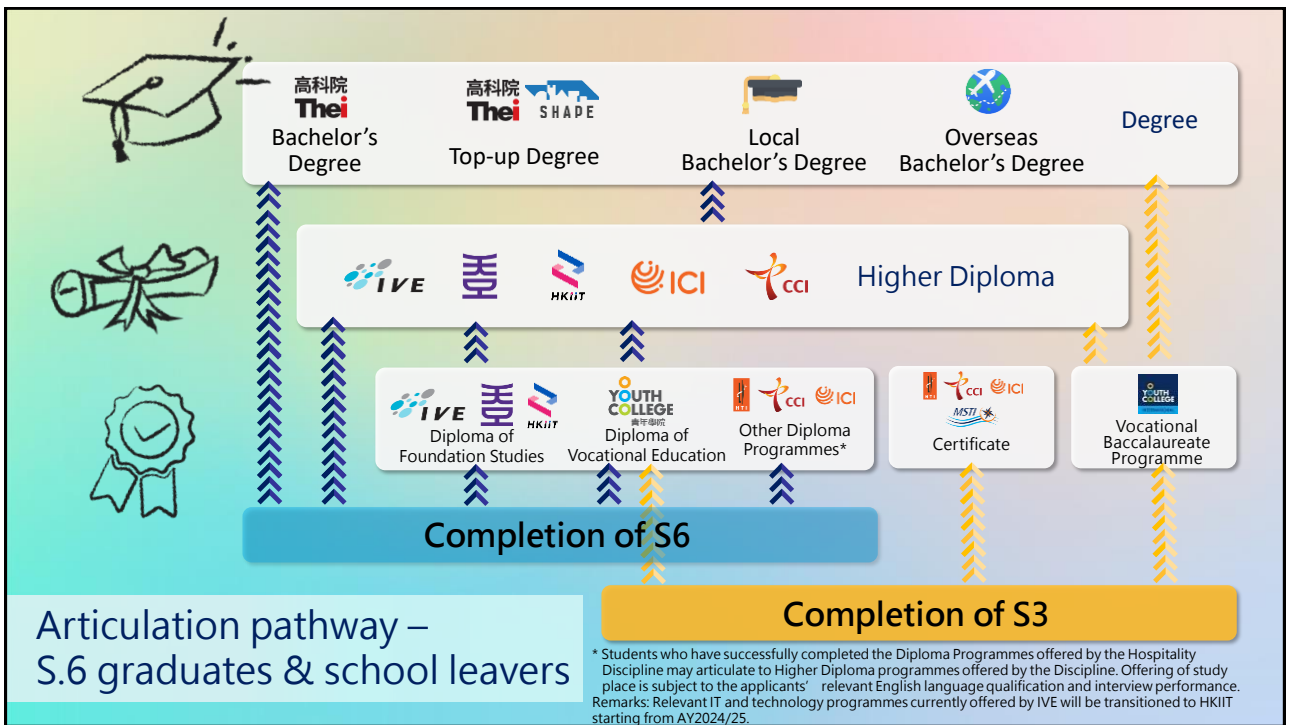 高科院
Thei
Bachelor's
Degree
高科院
Thei SHAPE
Top-up Degree
Local
Bachelor's Degree
Overseas
Bachelor's Degree
Degree
IVE
HKDI
HKIIT
ICI
CCI
Higher Diploma
IVE
HKDI
HKIIT
Diploma of
Foundation Studies
YOUTH
COLLEGE
青年學院
Diploma of
Vocational Education
HTI
CCI
ICI
Other Diploma
Programmes*
HTI
CCI
ICI
MSTI
Certificate
YOUTH
COLLEGE
INTERNATIONAL
Vocational
Baccalaureate
Programme
Completion of S6
Completion of S3
Articulation pathway –
S.6 graduates & school leavers
* Students who have successfully completed the Diploma Programmes offered by the Hospitality
Discipline may articulate to Higher Diploma programmes offered by the Discipline. Offering of study
place is subject to the applicants' relevant English language qualification and interview performance.
Remarks: Relevant IT and technology programmes currently offered by IVE will be transitioned to HKIIT
starting from AY2024/25.